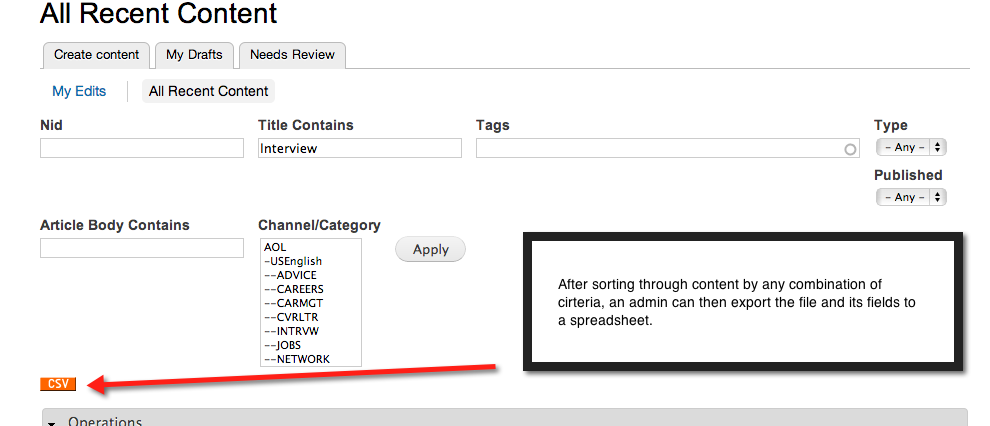 All Recent Content
Create content
My Drafts
Needs Review
My Edits
All Recent Content
Nid
Title Contains
Tags
Type
Interview
- Any -
Published
- Any -
Article Body Contains
Channel/Category
AOL
-USEnglish
--ADVICE
--CAREERS
--CARMGT
--CVRLTR
--INTRVW
--JOBS
--NETWORK
Apply
After sorting through content by any combination of
cirteria, an admin can then export the file and its fields to
a spreadsheet.
CSV
Operations